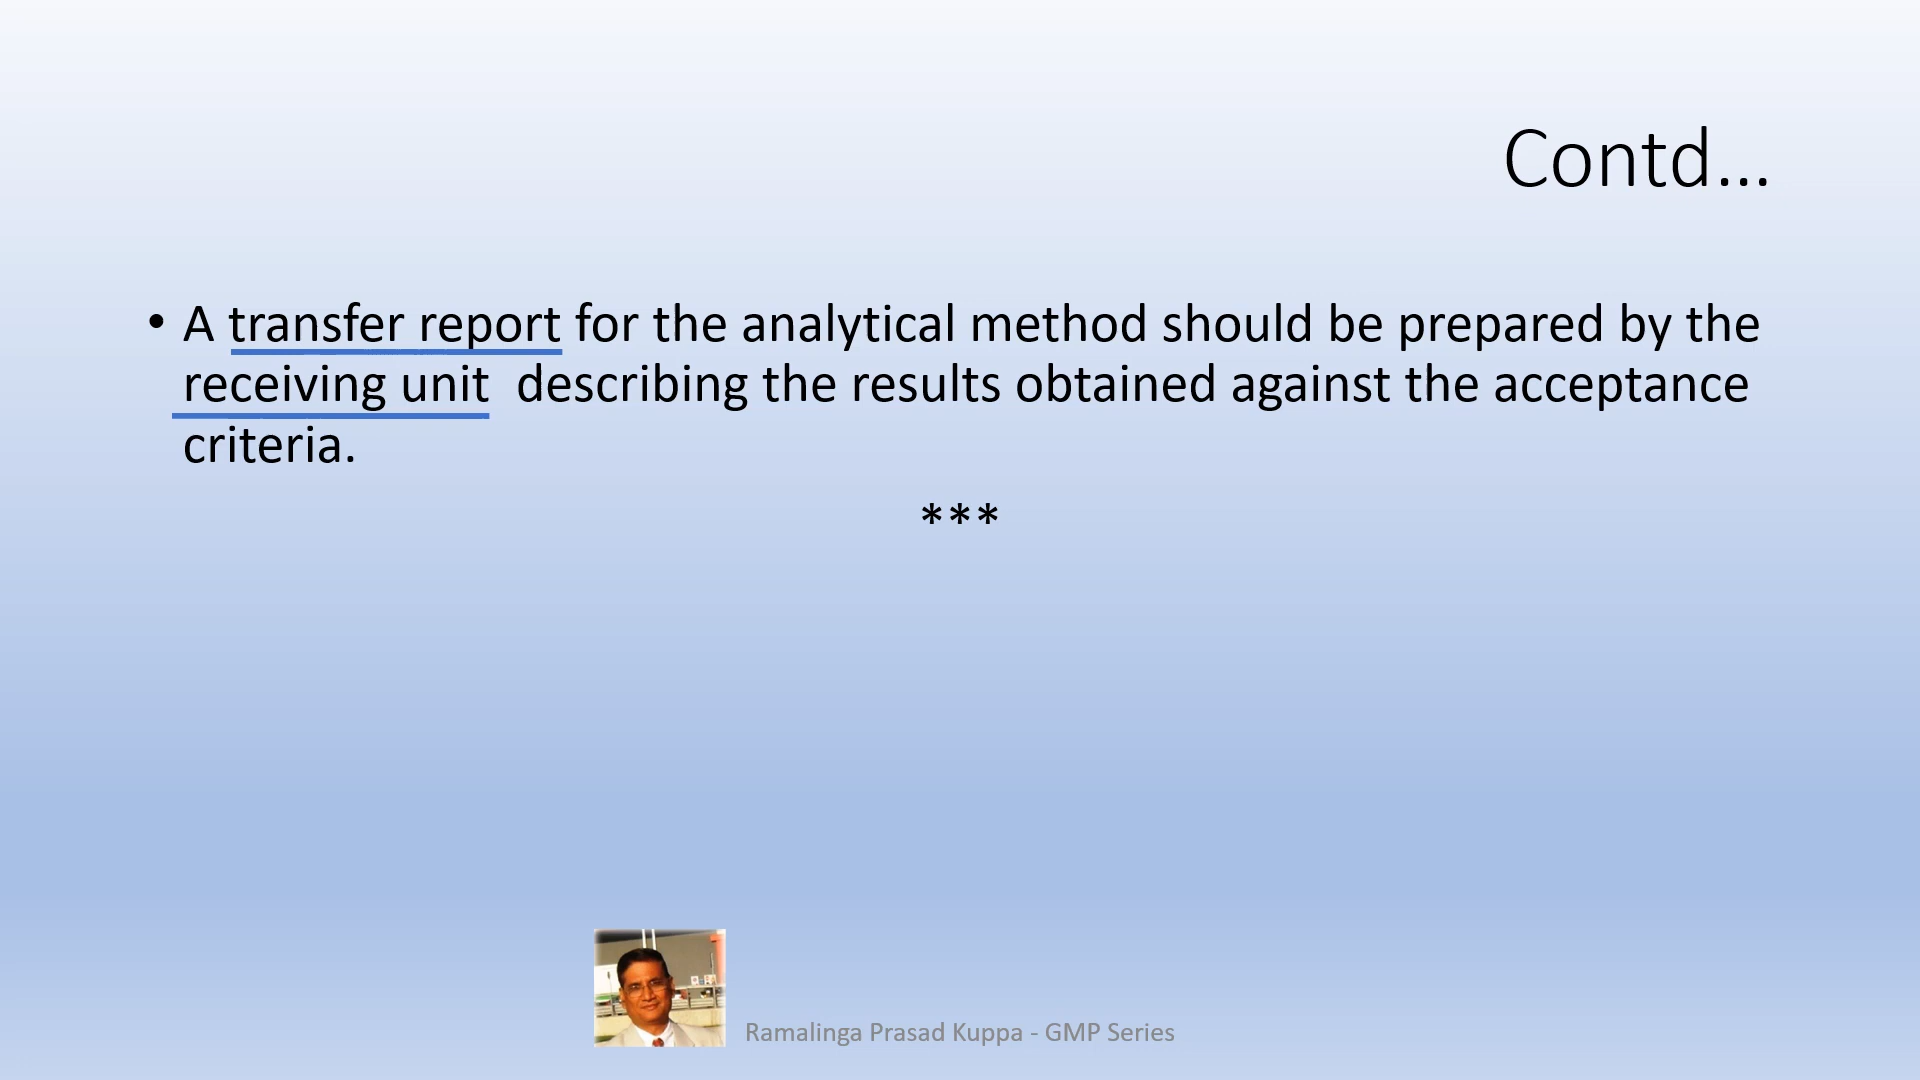 Contd...
• A transfer report for the analytical method should be prepared by the
receiving unit  describing the results obtained against the acceptance
criteria.
***
Ramalinga Prasad Kuppa - GMP Series